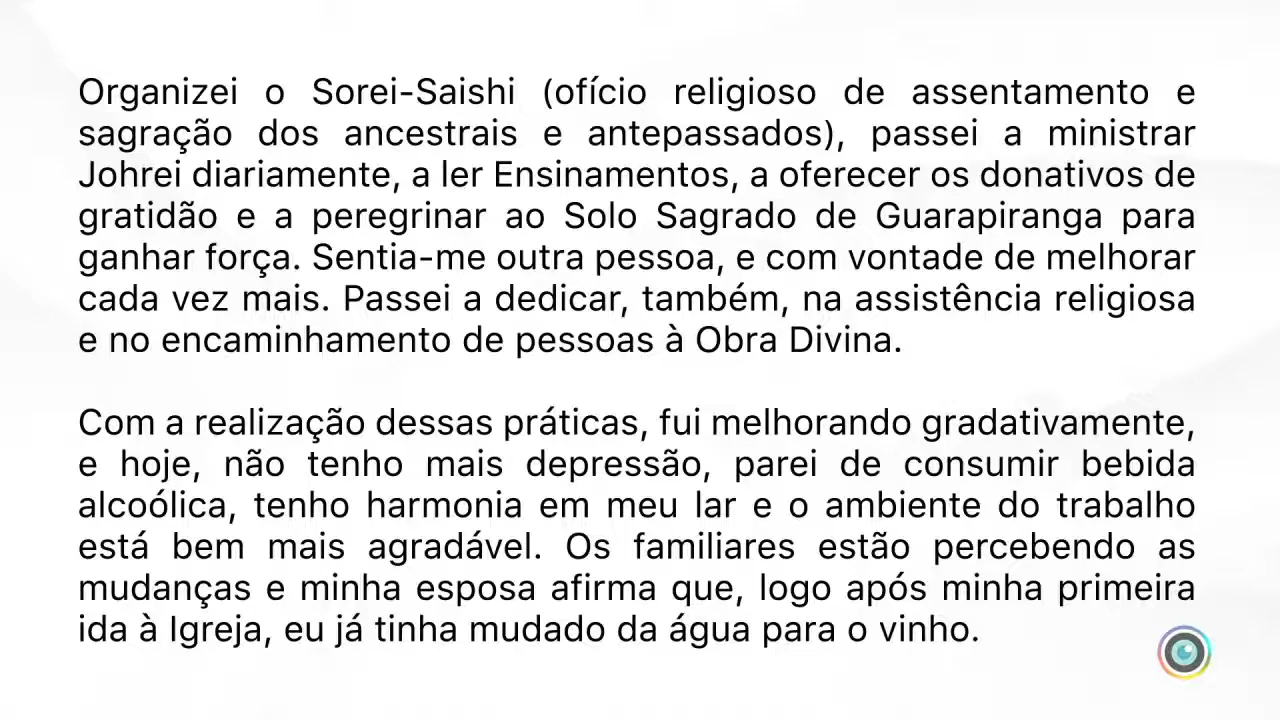 Organizei o Sorei-Saishi (ofício religioso de assentamento e
sagração dos ancestrais e antepassados), passei a ministrar
Johrei diariamente, a ler Ensinamentos, a oferecer os donativos de
gratidão e a peregrinar ao Solo Sagrado de Guarapiranga para
ganhar força. Sentia-me outra pessoa, e com vontade de melhorar
cada vez mais. Passei a dedicar, também, na assistência religiosa
e no encaminhamento de pessoas à Obra Divina.
Com a realização dessas práticas, fui melhorando gradativamente,
e hoje, não tenho mais depressão, parei de consumir bebida
alcoólica, tenho harmonia em meu lar e o ambiente do trabalho
está bem mais agradável. Os familiares estão percebendo as
mudanças e minha esposa afirma que, logo após minha primeira
ida à Igreja, eu já tinha mudado da água para o vinho.